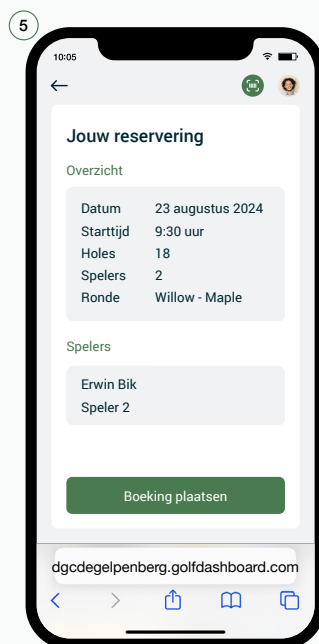 5
10:05
Jouw reservering
Overzicht
Datum 23 augustus 2024
Starttijd 9:30 uur
Holes 18
Spelers 2
Ronde Willow - Maple
Spelers
Erwin Bik
Speler 2
Boeking plaatsen
dgcdegelpenberg.golfdashboard.com